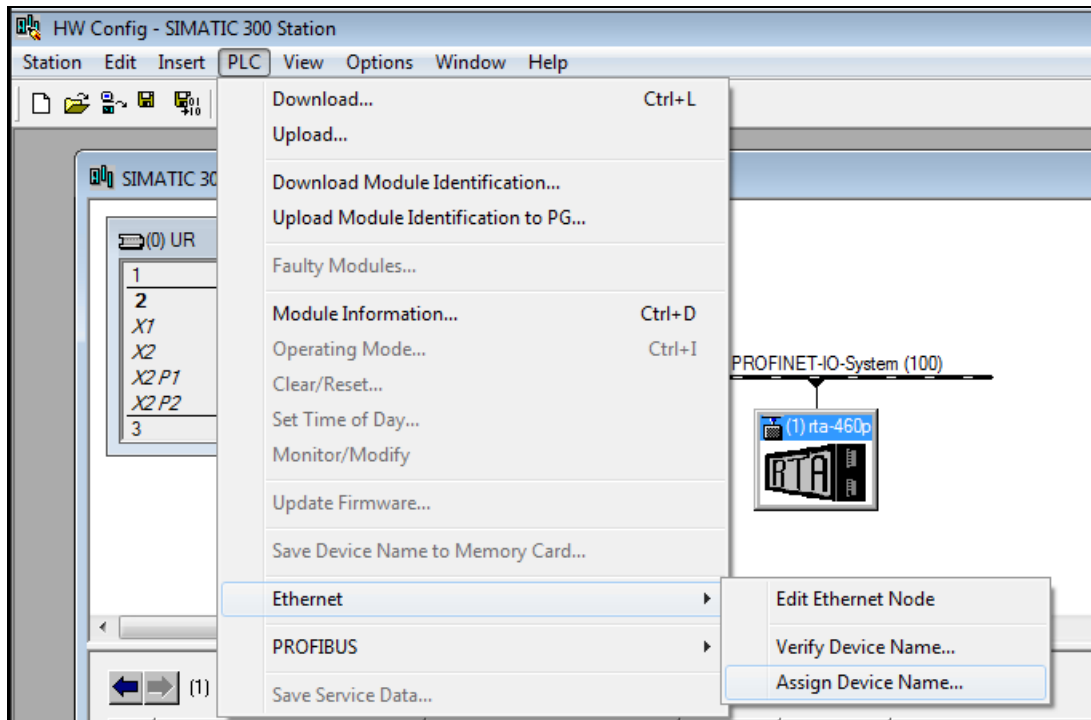 HW Config - SIMATIC 300 Station
Station Edit Insert PLC View Options Window Help
Download... Ctrl+L
Upload...
SIMATIC 30
Download Module Identification...
Upload Module Identification to PG...
(0) UR
1
2
X1
X2
X2 P1
X2 P2
3
Faulty Modules...
Module Information... Ctrl+D
Operating Mode... Ctrl+I
Clear/Reset...
Set Time of Day...
Monitor/Modify
Update Firmware...
Save Device Name to Memory Card...
Ethernet
PROFIBUS
Save Service Data...
PROFINET-IO-System (100)
(1) rta-460p
RTA
Edit Ethernet Node
Verify Device Name...
Assign Device Name...
(1)